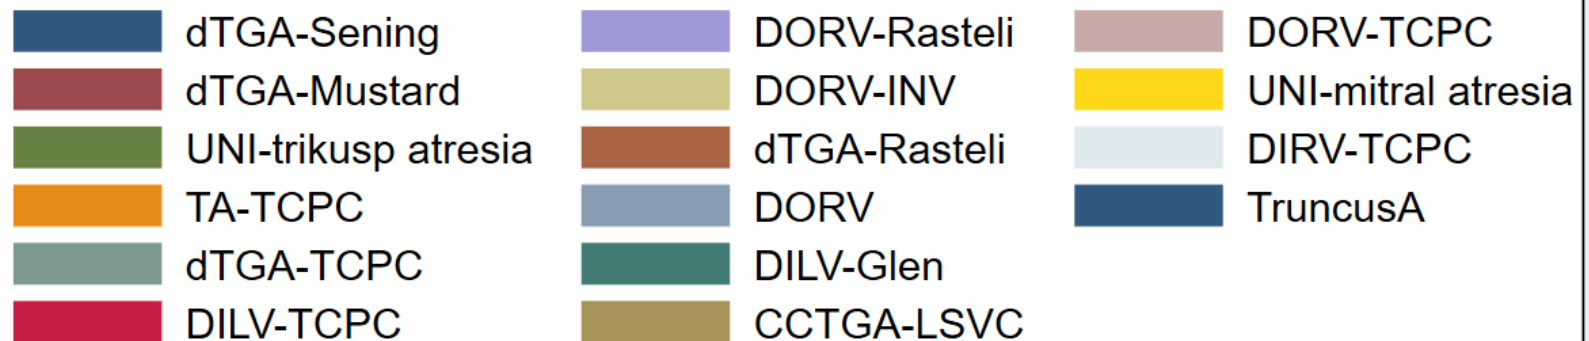 dTGA-Sening
dTGA-Mustard
UNI-trikusp atresia
TA-TCPC
dTGA-TCPC
DILV-TCPC
DORV-Rasteli
DORV-INV
dTGA-Rasteli
DORV
DILV-Glen
CCTGA-LSVC
DORV-TCPC
UNI-mitral atresia
DIRV-TCPC
TruncusA